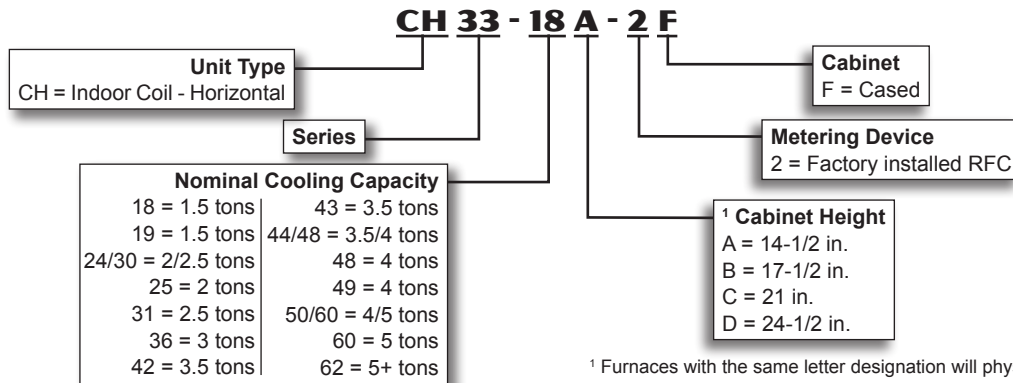 CH 33 - 18 A - 2 F
Unit Type
CH = Indoor Coil - Horizontal
Series
Nominal Cooling Capacity
18 = 1.5 tons
19 = 1.5 tons
24/30 = 2/2.5 tons
25 = 2 tons
31 = 2.5 tons
36 = 3 tons
42 = 3.5 tons
43 = 3.5 tons
44/48 = 3.5/4 tons
48 = 4 tons
49 = 4 tons
50/60 = 4/5 tons
60 = 5 tons
62 = 5+ tons
Cabinet
F = Cased
Metering Device
2 = Factory installed RFC
¹ Cabinet Height
A = 14-1/2 in.
B = 17-1/2 in.
C = 21 in.
D = 24-1/2 in.
¹ Furnaces with the same letter designation will phy